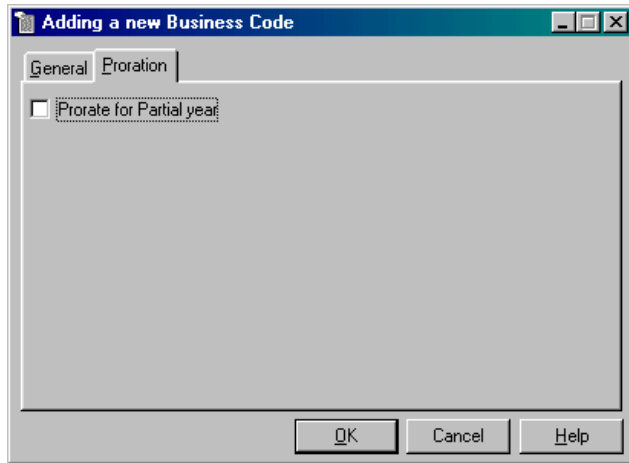 Adding a new Business Code
General Proration
Prorate for Partial year
OK Cancel Help